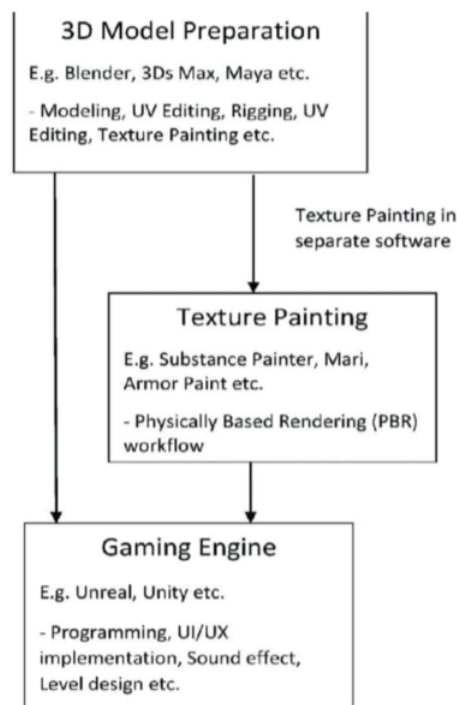 3D Model Preparation
E.g. Blender, 3Ds Max, Maya etc.
- Modeling, UV Editing, Rigging, UV
Editing, Texture Painting etc.
Texture Painting in
separate software
Texture Painting
E.g. Substance Painter, Mari,
Armor Paint etc.
- Physically Based Rendering (PBR)
workflow
Gaming Engine
E.g. Unreal, Unity etc.
- Programming, UI/UX
implementation, Sound effect,
Level design etc.